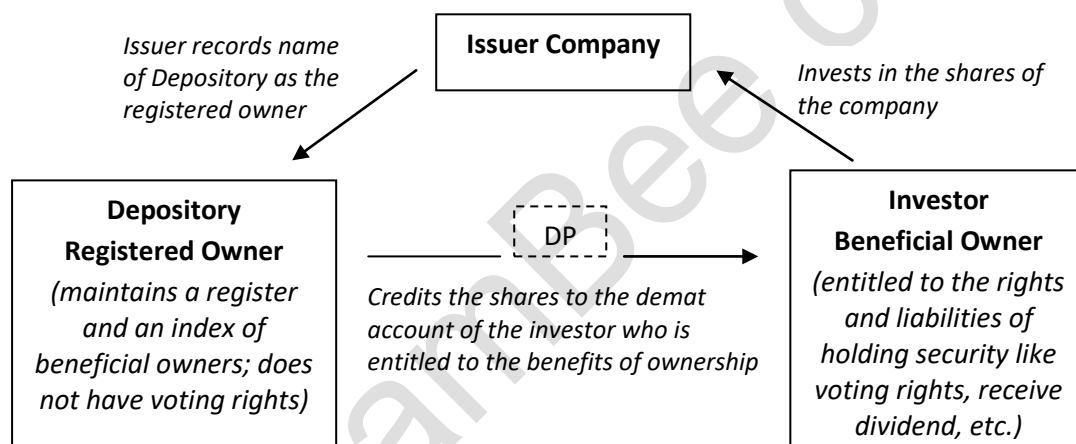 Issuer records name
of Depository as the
registered owner
Issuer Company
Invests in the shares of
the company
Depository
Registered Owner
(maintains a register
and an index of
beneficial owners; does
not have voting rights)
DP
Credits the shares to the demat
account of the investor who is
entitled to the benefits of ownership
Investor
Beneficial Owner
(entitled to the rights
and liabilities of
holding security like
voting rights, receive
dividend, etc.)